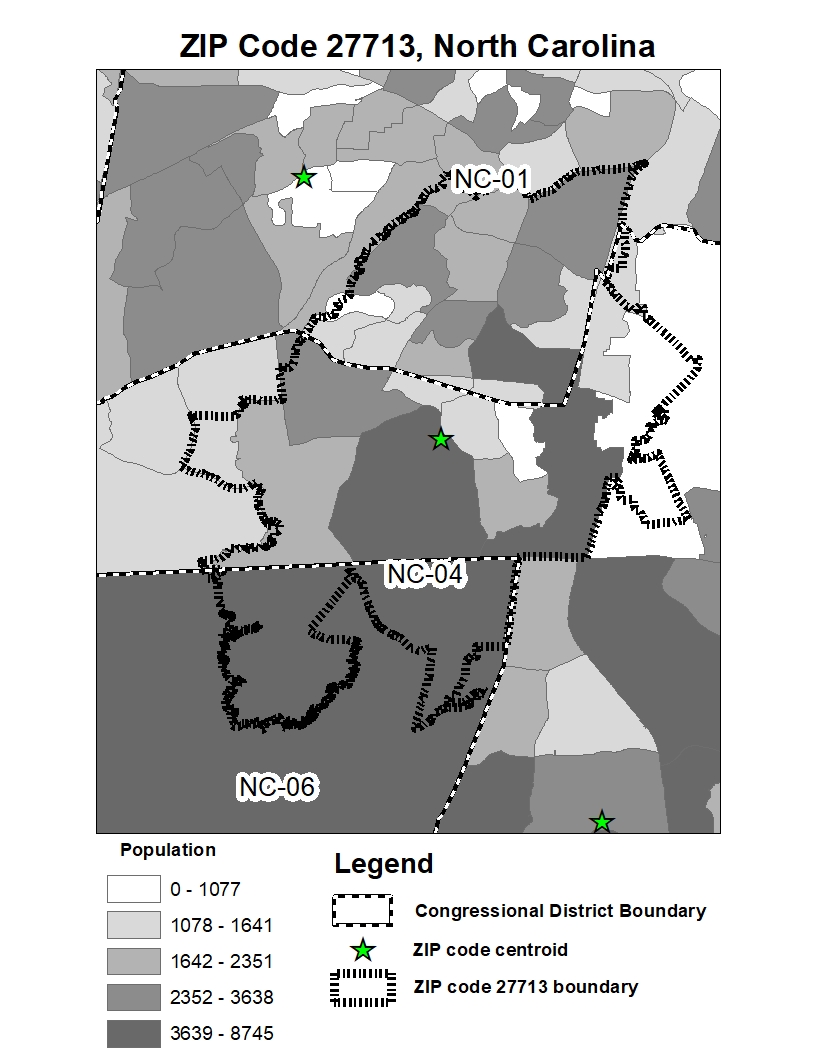 ZIP Code 27713, North Carolina
NC-01
NC-04
NC-06
Population
0 - 1077
1078 - 1641
1642 - 2351
2352 - 3638
3639 - 8745
Legend
Congressional District Boundary
ZIP code centroid
ZIP code 27713 boundary